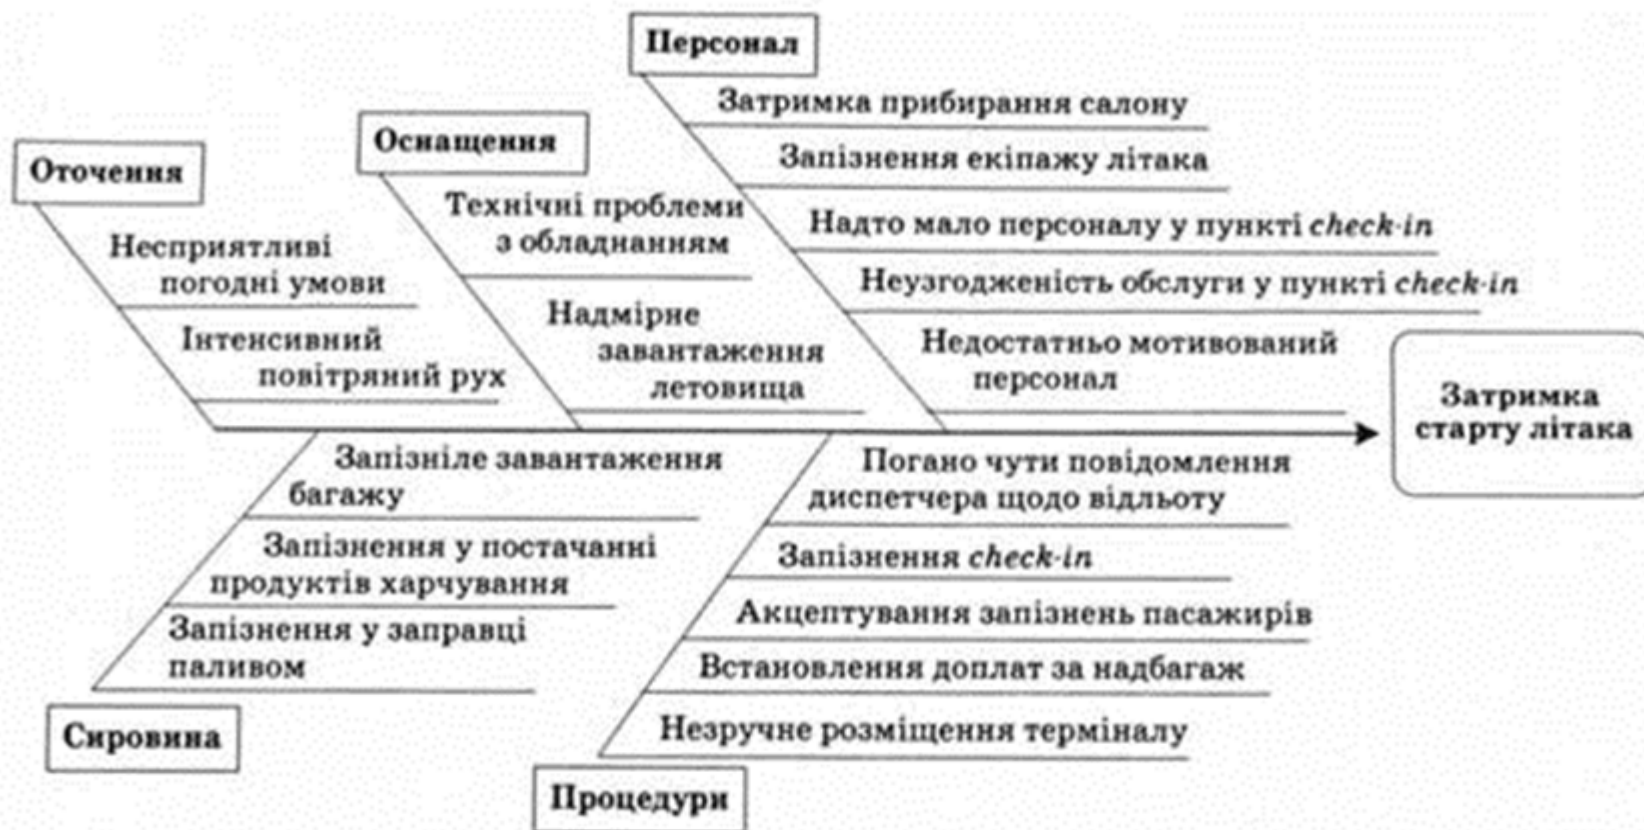 Персонал
Затримка прибирання салону
Запізнення екіпажу літака
Надто мало персоналу у пункті check-in
Неузгодженість обслуги у пункті check-in
Недостатньо мотивований
персонал
Оснащення
Технічні проблеми
з обладнанням
Надмірне
завантаження
летовища
Оточення
Несприятливі
погодні умови
Інтенсивний
повітряний рух
Затримка
старту літака
Запізніле завантаження
багажу
Запізнення у постачанні
продуктів харчування
Запізнення у заправці
паливом
Сировина
Погано чути повідомлення
диспетчера щодо відльоту
Запізнення check-in
Акцептування запізнень пасажирів
Встановлення доплат за надбагаж
Незручне розміщення терміналу
Процедури